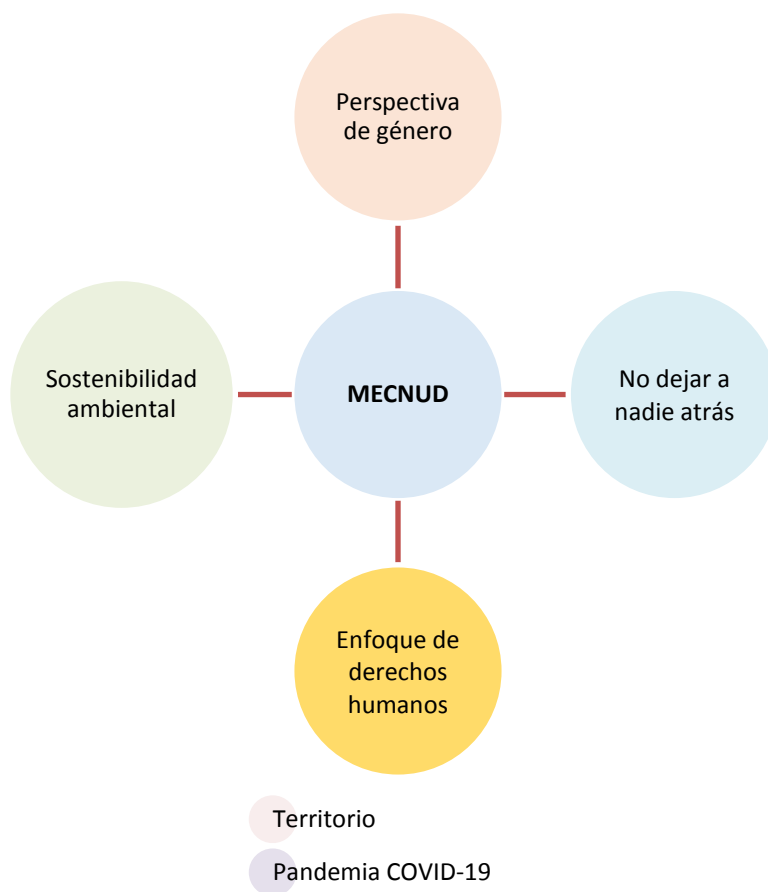 Perspectiva
de género
Sostenibilidad
ambiental
MECNUD
No dejar a
nadie atrás
Enfoque de
derechos
humanos
Territorio
Pandemia COVID-19